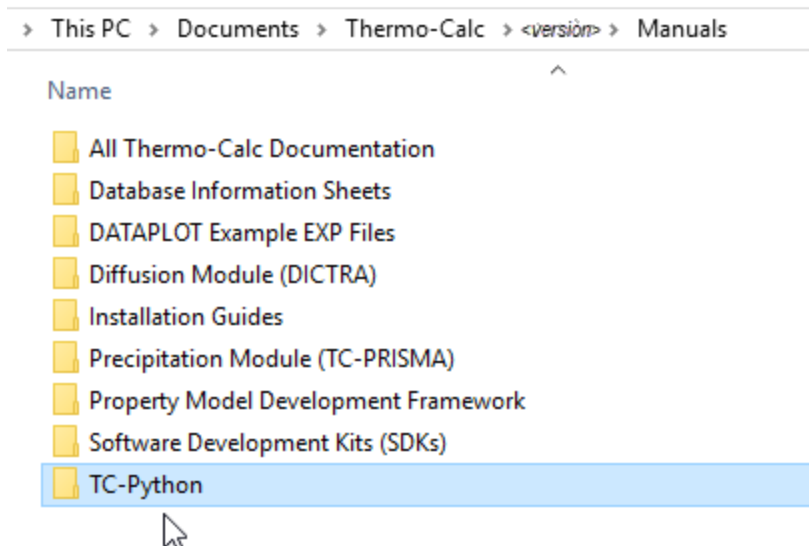 This PC > Documents > Thermo-Calc > <version> > Manuals
Name
All Thermo-Calc Documentation
Database Information Sheets
DATAPLOT Example EXP Files
Diffusion Module (DICTRA)
Installation Guides
Precipitation Module (TC-PRISMA)
Property Model Development Framework
Software Development Kits (SDKs)
TC-Python